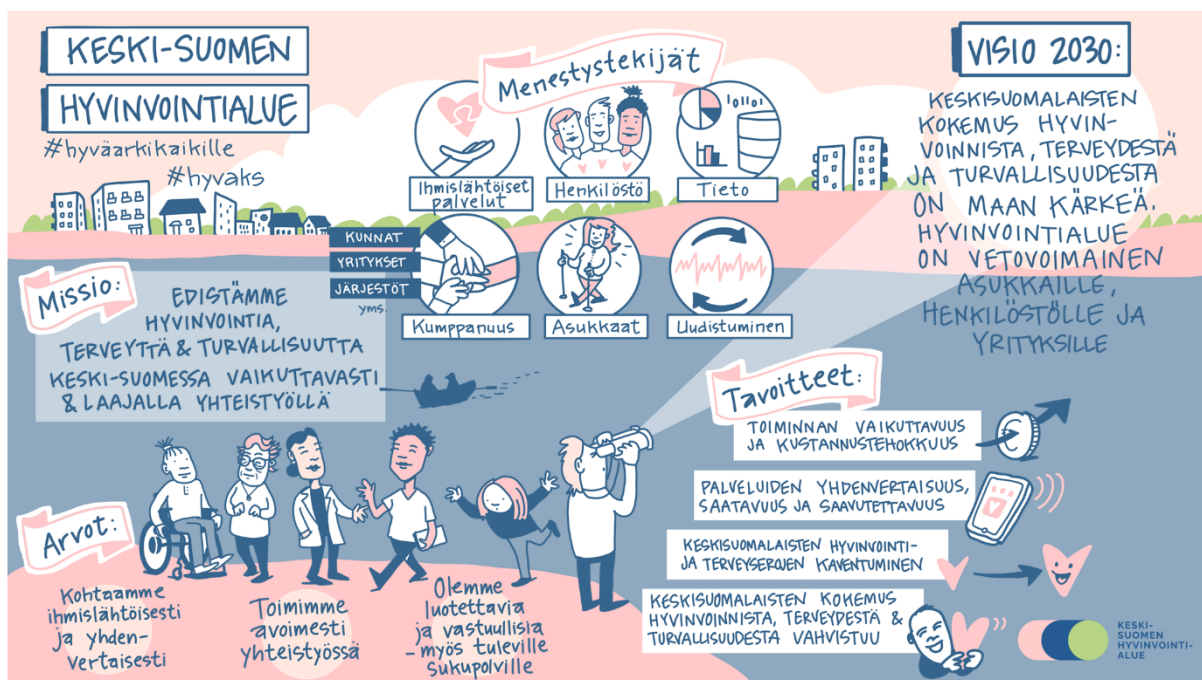 KESKI-SUOMEN
HYVINVOINTIALUE
#hyväarkikaikille
#hyvaks
Menestystekijät
Ihmislähtöiset
palvelut
Henkilöstö
Tieto
KUNNAT
YRITYKSET
JÄRJESTÖT
yms.
Kumppanuus
Asukkaat
Uudistuminen
VISIO 2030:
KESKISUOMALAISTEN
KOKEMUS HYVIN-
VOINNISTA, TERVEYDESTÄ
JA TURVALLISUUDESTA
ON MAAN KÄRKEÄ.
HYVINVOINTIALUE
ON VETOVOIMAINEN
ASUKKAILLE,
HENKILÖSTÖLLE JA
YRITYKSILLE
Missio:
EDISTÄMME
HYVINVOINTIA,
TERVEYTTÄ & TURVALLISUUTTA
KESKI-SUOMESSA VAIKUTTAVASTI
& LAAJALLA YHTEISTYÖLLÄ
Tavoitteet:
TOIMINNAN VAIKUTTAVUUS
JA KUSTANNUSTEHOKKUUS
PALVELUIDEN YHDENVERTAISUUS,
SAATAVUUS JA SAAVUTETTAVUUS
KESKISUOMALAISTEN HYVINVOINTI-
JA TERVEYSEROJEN KAVENTUMINEN
KESKISUOMALAISTEN KOKEMUS
HYVINVOINNISTA, TERVEYDESTÄ &
TURVALLISUUDESTA VAHVISTUU
Arvot:
Kohtaamme
ihmislähtöisesti
ja yhden-
vertaisesti
Toimimme
avoimesti
yhteistyössä
Olemme
luotettavia
ja vastuullisia
-myös tuleville
sukupolville
KESKI-
SUOMEN
HYVINVOINTI-
ALUE